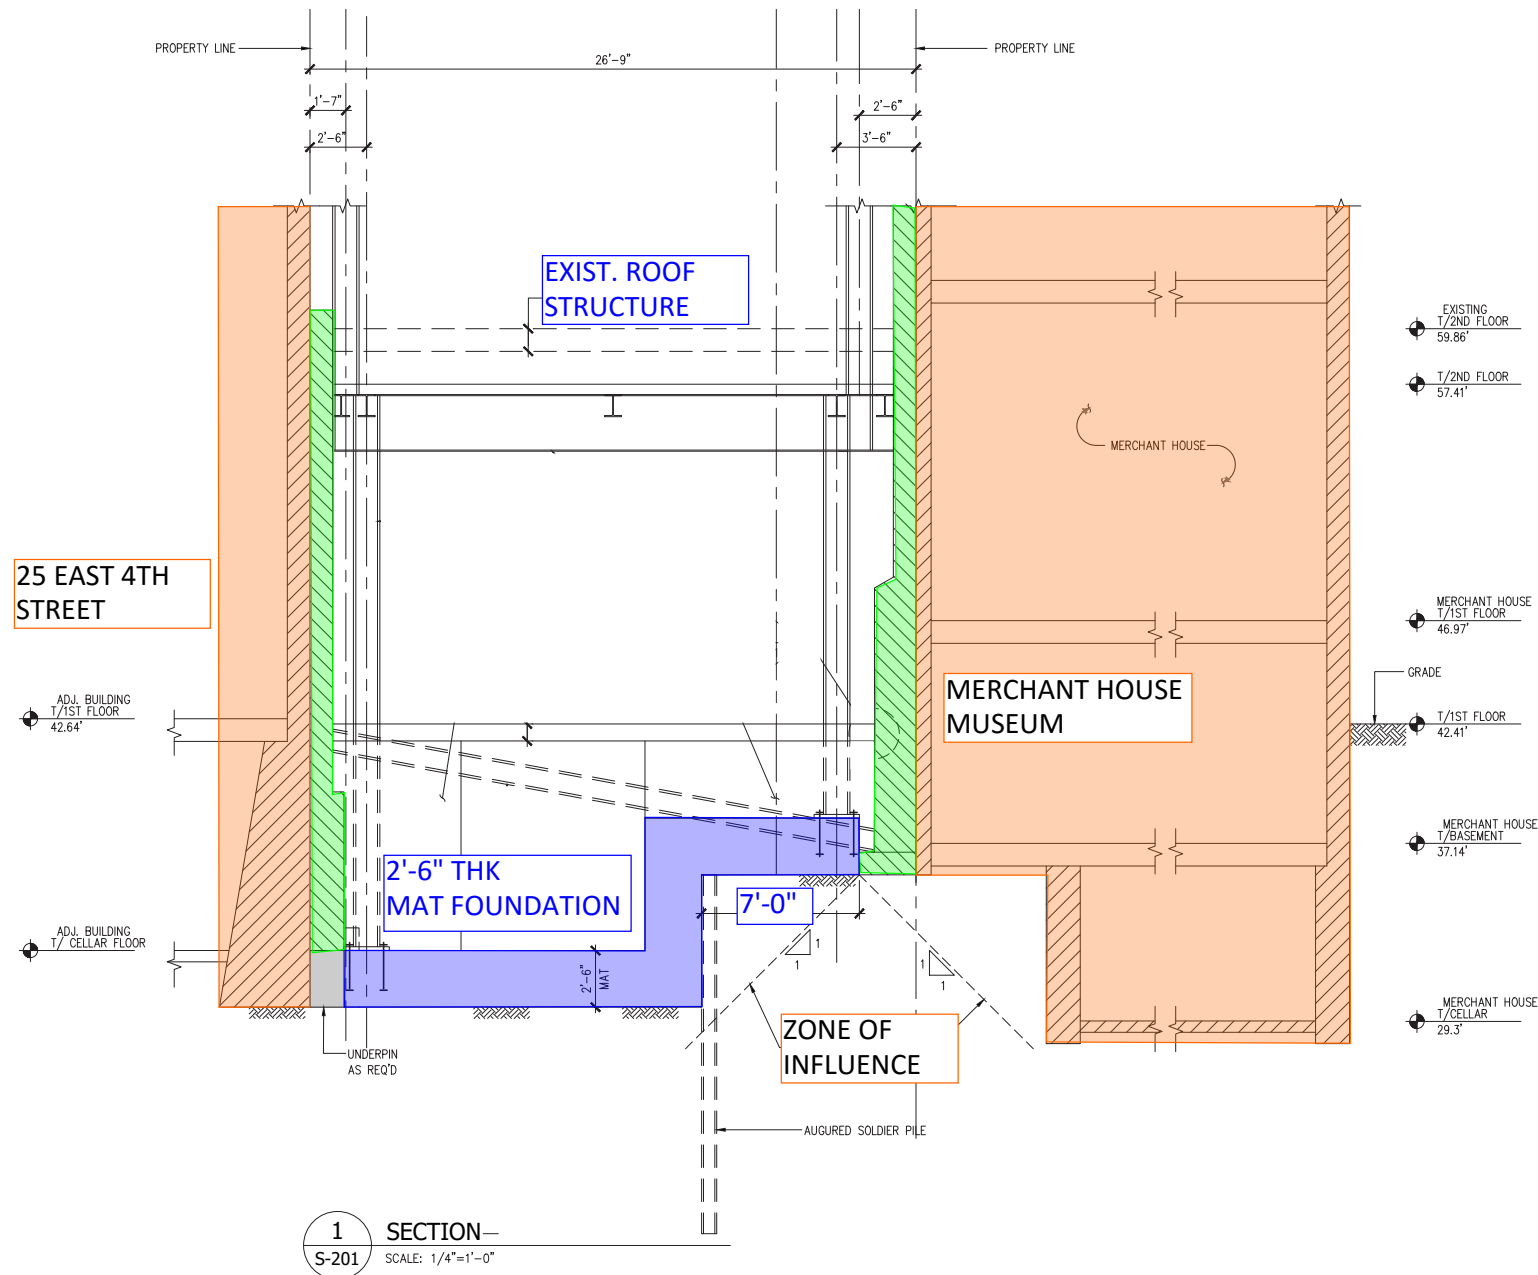 PROPERTY LINE
PROPERTY LINE
26'-9"
1'-7"
2'-6"
2'-6"
3'-6"
EXIST. ROOF
STRUCTURE
EXISTING
T/2ND FLOOR
59.86'
T/2ND FLOOR
57.41'
MERCHANT HOUSE
25 EAST 4TH
STREET
MERCHANT HOUSE
T/1ST FLOOR
46.97'
GRADE
MERCHANT HOUSE
MUSEUM
ADJ. BUILDING
T/1ST FLOOR
42.64'
T/1ST FLOOR
42.41'
MERCHANT HOUSE
T/BASEMENT
37.14'
2'-6" THK
MAT FOUNDATION
7'-0"
ADJ. BUILDING
T/ CELLAR FLOOR
2'-6"
MAT
1
1
1
1
ZONE OF
INFLUENCE
MERCHANT HOUSE
T/CELLAR
29.3'
UNDERPIN
AS REQ'D
AUGURED SOLDIER PILE
1
S-201
SECTION
SCALE: 1/4"=1'-0"